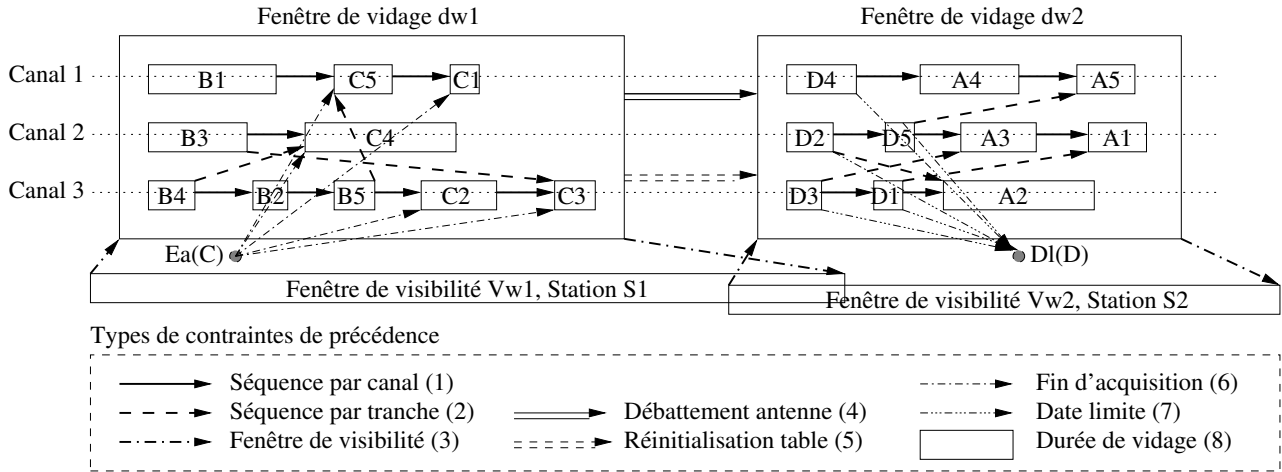 Fenêtre de vidage dw1
Fenêtre de vidage dw2
Canal 1
B1
C5
C1
D4
A4
A5
Canal 2
B3
C4
D2
D5
A3
A1
Canal 3
B4
B2
B5
C2
C3
D3
D1
A2
Ea(C)
Dl(D)
Fenêtre de visibilité Vw1, Station S1
Fenêtre de visibilité Vw2, Station S2
Types de contraintes de précédence
Séquence par canal (1)
Fin d'acquisition (6)
Séquence par tranche (2)
Débattement antenne (4)
Date limite (7)
Fenêtre de visibilité (3)
Réinitialisation table (5)
Durée de vidage (8)